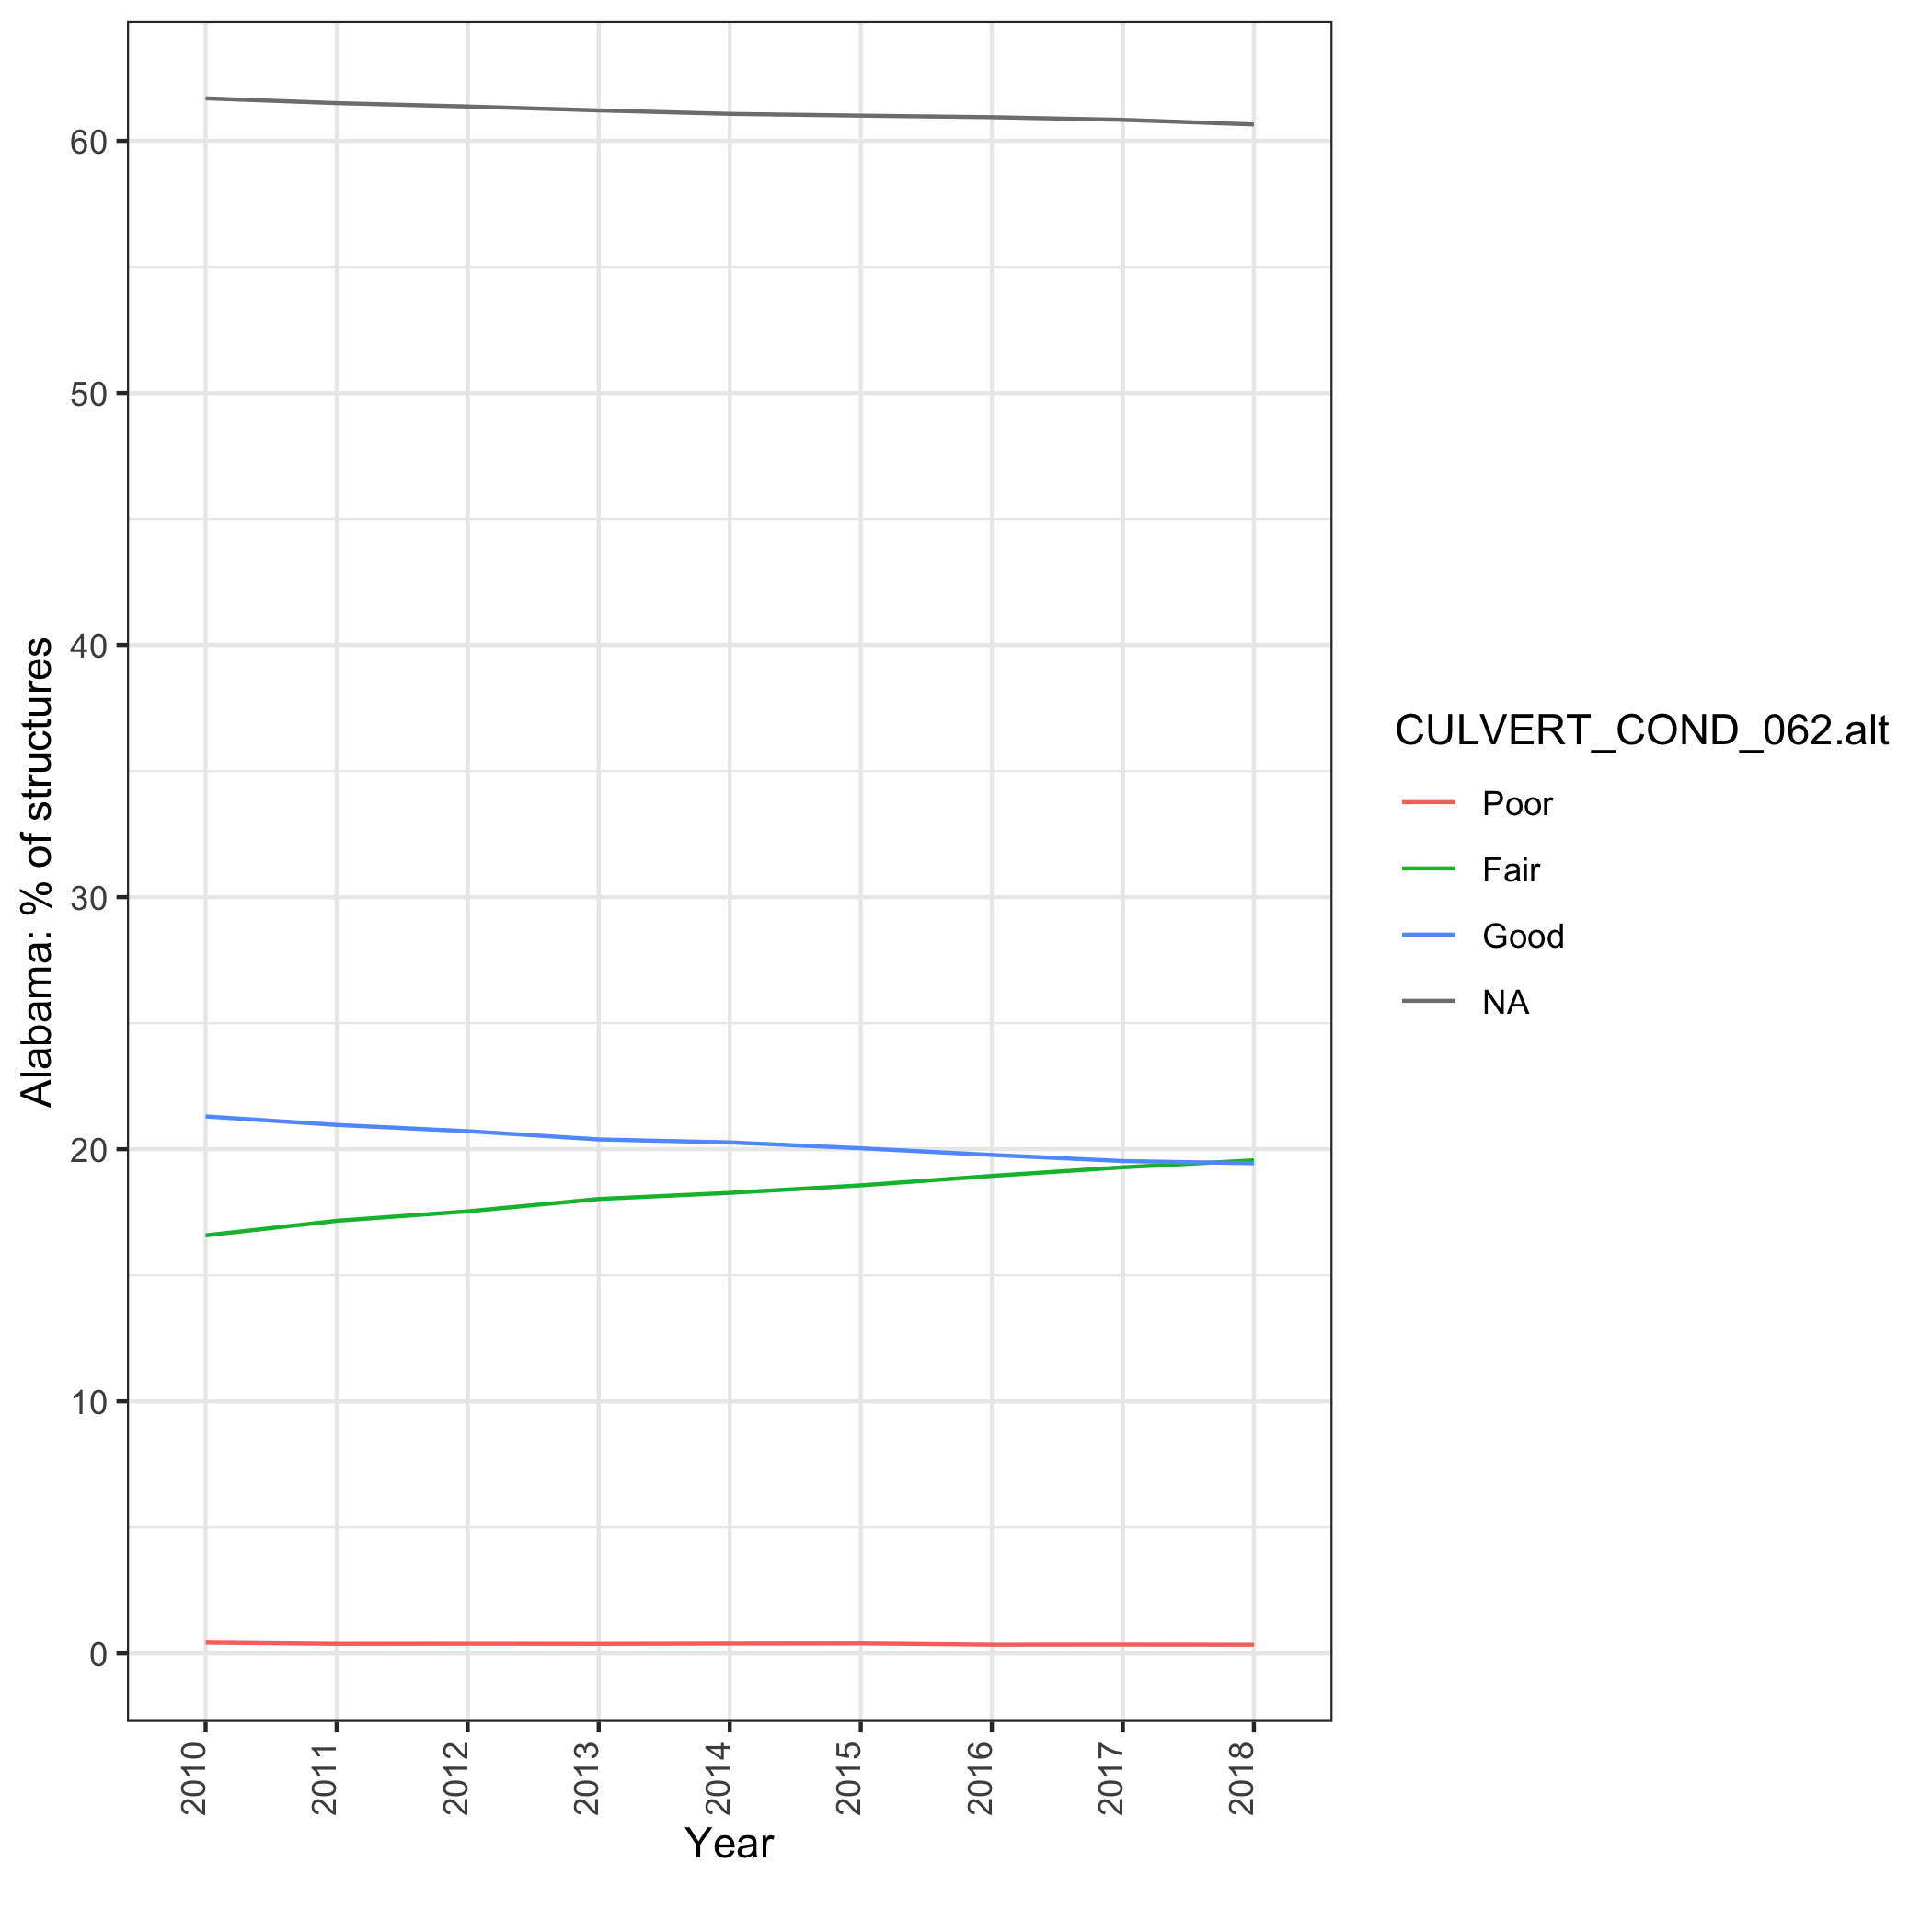 Alabama: % of structures
60
50
40
30
20
10
0
2010
2011
2012
2013
2014
2015
2016
2017
2018
Year
CULVERT_COND_062.alt
Poor
Fair
Good
NA